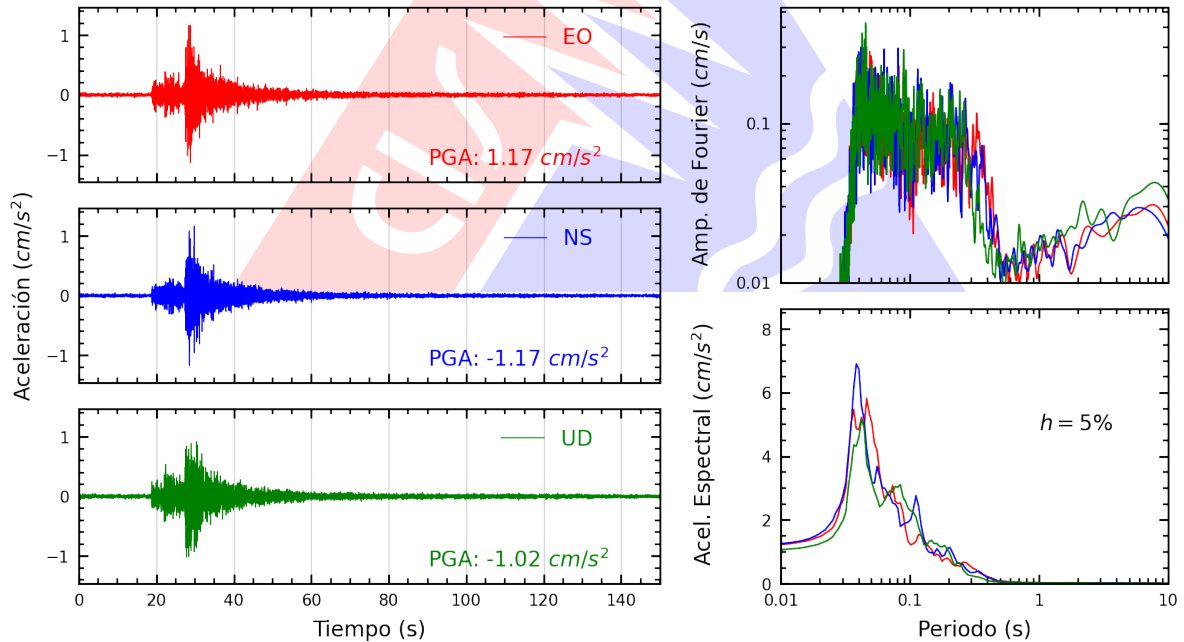 Aceleración (cm/s²)
1
0
−1
EO
PGA: 1.17 cm/s²
1
0
−1
NS
PGA: -1.17 cm/s²
1
0
−1
UD
PGA: -1.02 cm/s²
0 20 40 60 80 100 120 140
Tiempo (s)
Amp. de Fourier (cm/s)
0.1
0.1
0.01
Acel. Espectral (cm/s²)
8
6
4
2
0
h = 5%
0.01 0.1 1 10
Periodo (s)
CIS